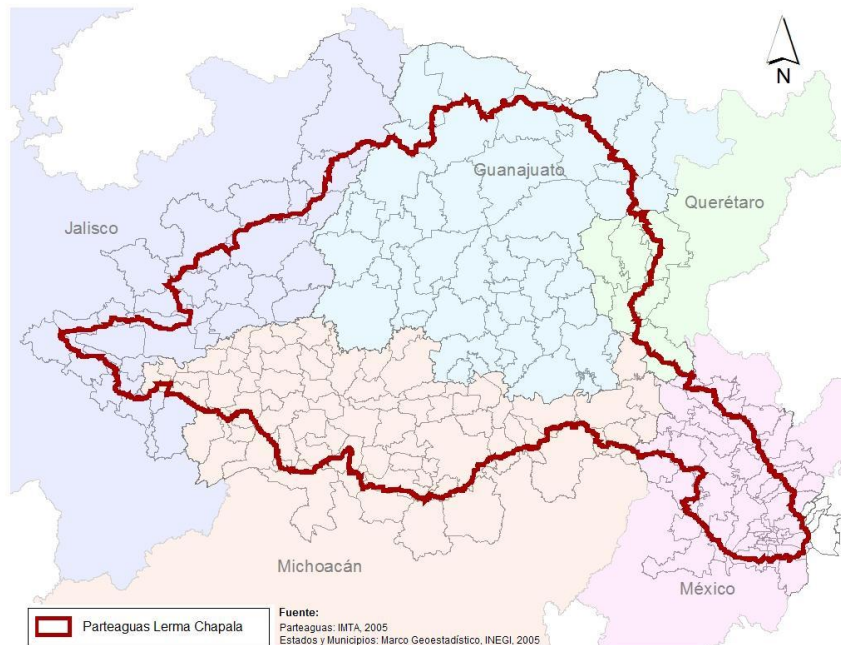 N
Guanajuato
Querétaro
Jalisco
Michoacán
México
Parteaguas Lerma Chapala
Fuente:
Parteaguas: IMTA, 2005
Estados y Municipios: Marco Geoestadístico, INEGI, 2005